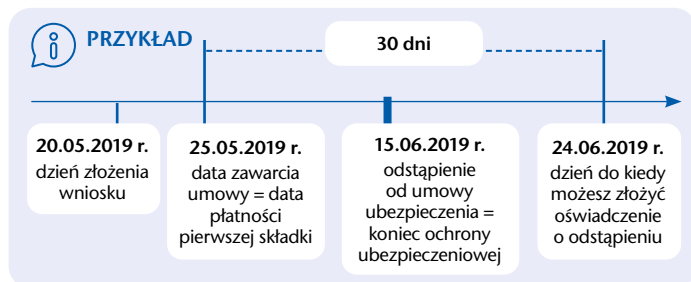 PRZYKŁAD
30 dni
20.05.2019 r.
dzień złożenia
wniosku
25.05.2019 r.
data zawarcia
umowy = data
płatności
pierwszej składki
15.06.2019 r.
odstąpienie
od umowy
ubezpieczenia =
koniec ochrony
ubezpieczeniowej
24.06.2019 r.
dzień do kiedy
możesz złożyć
oświadczenie
o odstąpieniu